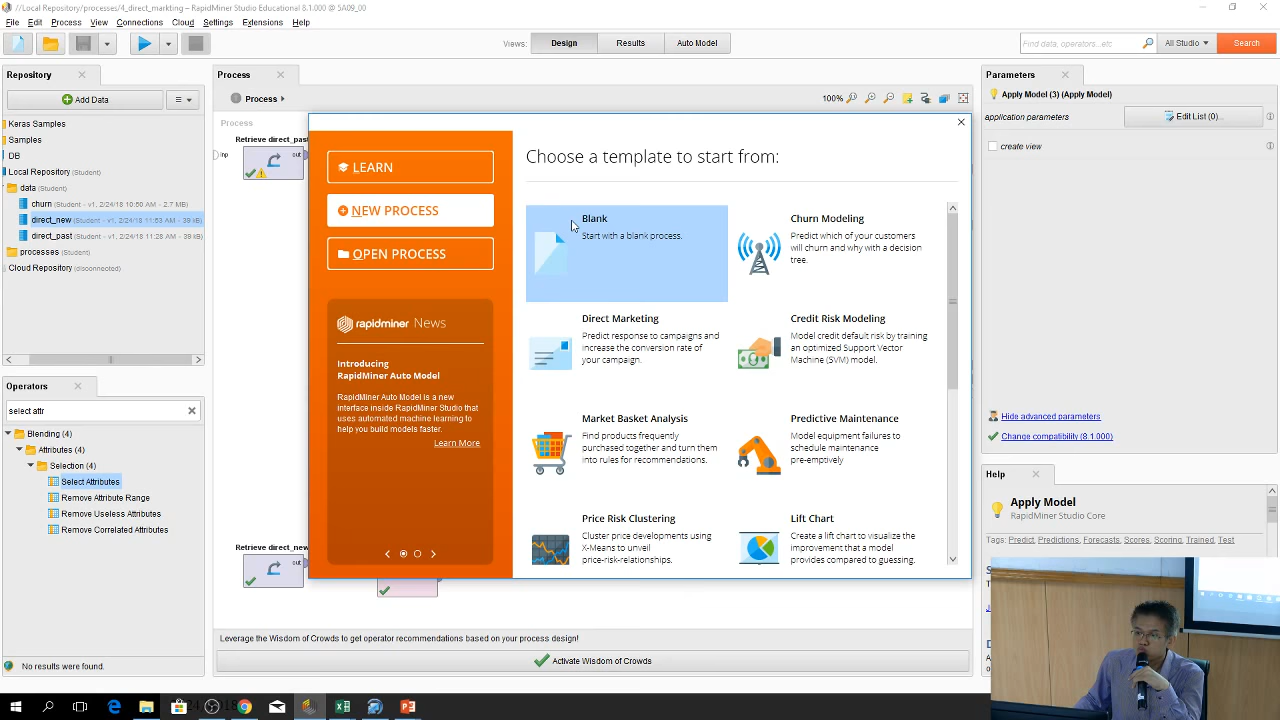 //Local Repository/processes/4_direct_markting – RapidMiner Studio Educational 8.1.000 @ 5A09_00
File Edit Process View Connections Cloud Settings Extensions Help
Views: Design Results Auto Model
Find data, operators...etc All Studio Search
Repository
Add Data
Keras Samples
Samples
DB
Local Repository (Student)
data (Student)
churn (Student – v1, 2/24/18 10:50 AM – 2.7 MB)
direct_new (Student – v1, 2/24/18 11:53 AM – 39 kB)
direct_past (Student – v1, 2/24/18 11:28 AM – 39 kB)
processes (Student)
Cloud Repository (disconnected)
Operators
select attr
Blending (4)
Attributes (4)
Selection (4)
Select Attributes
Remove Attribute Range
Remove Useless Attributes
Remove Correlated Attributes
No results were found.
Process
Process
100%
Process
Retrieve direct_past
inp
out
Retrieve direct_new
out
LEARN
NEW PROCESS
OPEN PROCESS
rapidminer News
Introducing
RapidMiner Auto Model
RapidMiner Auto Model is a new
interface inside RapidMiner Studio that
uses automated machine learning to
help you build models faster.
Learn More
Choose a template to start from:
Blank
Start with a blank process.
Churn Modeling
Predict which of your customers
will churn and why with a decision
tree.
Direct Marketing
Predict response to campaigns and
increase the conversion rate of
your campaign.
Credit Risk Modeling
Model credit default risk by training
an optimized Support Vector
Machine (SVM) model.
Market Basket Analysis
Find products frequently
purchased together and turn them
into rules for recommendations.
Predictive Maintenance
Model equipment failures to
schedule maintenance
pre-emptively
Price Risk Clustering
Cluster price developments using
X-Means to unveil
price-risk-relationships.
Lift Chart
Create a lift chart to visualize the
improvement that a model
provides compared to guessing.
Leverage the Wisdom of Crowds to get operator recommendations based on your process design!
Activate Wisdom of Crowds
Parameters
Apply Model (3) (Apply Model)
application parameters
Edit List (0)...
create view
Hide advanced parameters
Change compatibility (8.1.000)
Help
Apply Model
RapidMiner Studio Core
Tags: Predict, Predictions, Forecasts, Scores, Scoring, Trained, Test